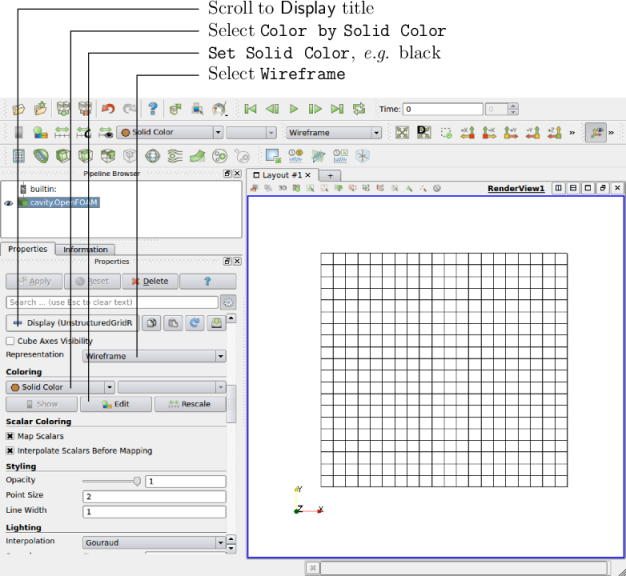 Scroll to Display title
Select Color by Solid Color
Set Solid Color, e.g. black
Select Wireframe
Time: 0 0
Solid Color Wireframe
Pipeline Browser
builtin:
cavity.OpenFOAM
Properties Information
Properties
Apply Reset Delete ?
Search ... (use Esc to clear text)
Display (UnstructuredGridR
Cube Axes Visibility
Representation Wireframe
Coloring
Solid Color
Show Edit Rescale
Scalar Coloring
Map Scalars
Interpolate Scalars Before Mapping
Styling
Opacity 1
Point Size 2
Line Width 1
Lighting
Interpolation Gouraud
Layout #1 × +
3D RenderView1
Y
Z X